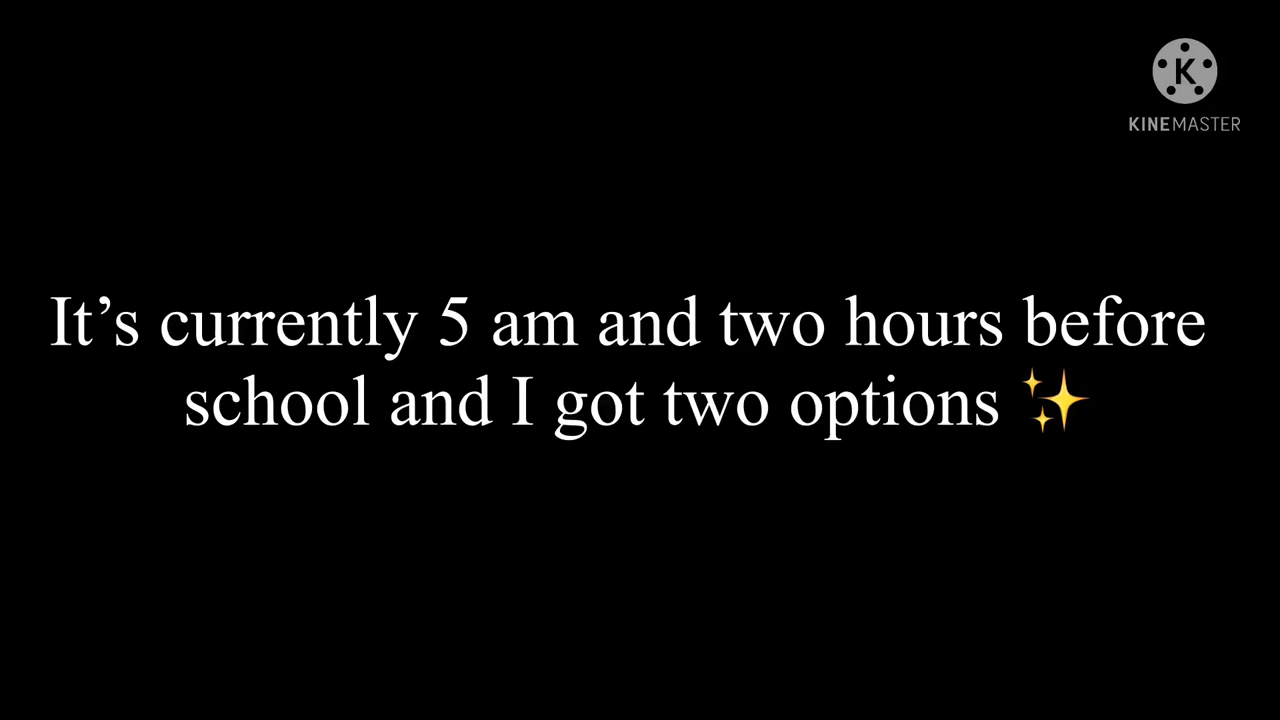 K
KINEMASTER
It’s currently 5 am and two hours before
school and I got two options ✨